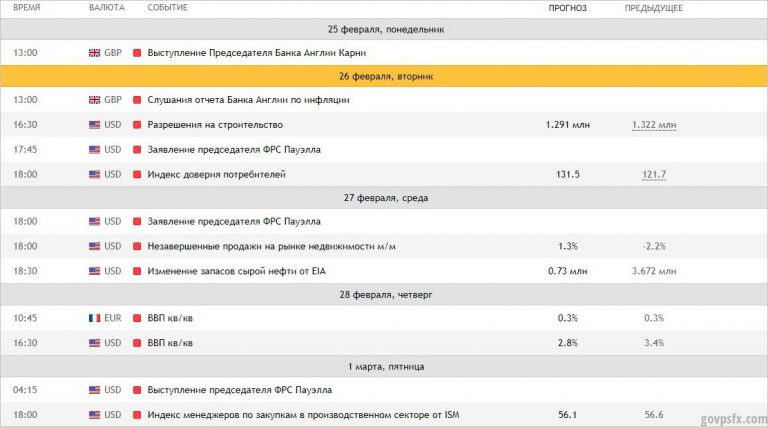 ВРЕМЯ ВАЛЮТА СОБЫТИЕ ПРОГНОЗ ПРЕДЫДУЩЕЕ
25 февраля, понедельник
13:00 GBP Выступление Председателя Банка Англии Карни
26 февраля, вторник
13:00 GBP Слушания отчета Банка Англии по инфляции
16:30 USD Разрешения на строительство 1.291 млн 1.322 млн
17:45 USD Заявление председателя ФРС Пауэлла
18:00 USD Индекс доверия потребителей 131.5 121.7
27 февраля, среда
18:00 USD Заявление председателя ФРС Пауэлла
18:00 USD Незавершенные продажи на рынке недвижимости м/м 1.3% -2.2%
18:30 USD Изменение запасов сырой нефти от EIA 0.73 млн 3.672 млн
28 февраля, четверг
10:45 EUR ВВП кв/кв 0.3% 0.3%
16:30 USD ВВП кв/кв 2.8% 3.4%
1 марта, пятница
04:15 USD Выступление председателя ФРС Пауэлла
18:00 USD Индекс менеджеров по закупкам в производственном секторе от ISM 56.1 56.6
govpsfx.com